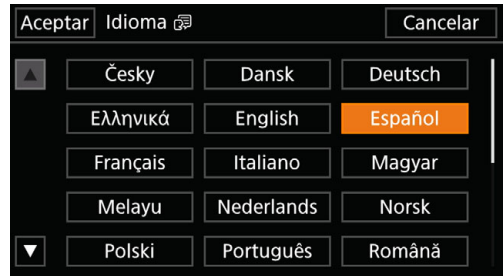 Aceptar Idioma Cancelar
Česky Dansk Deutsch
Ελληνικά English Español
Français Italiano Magyar
Melayu Nederlands Norsk
Polski Português Română